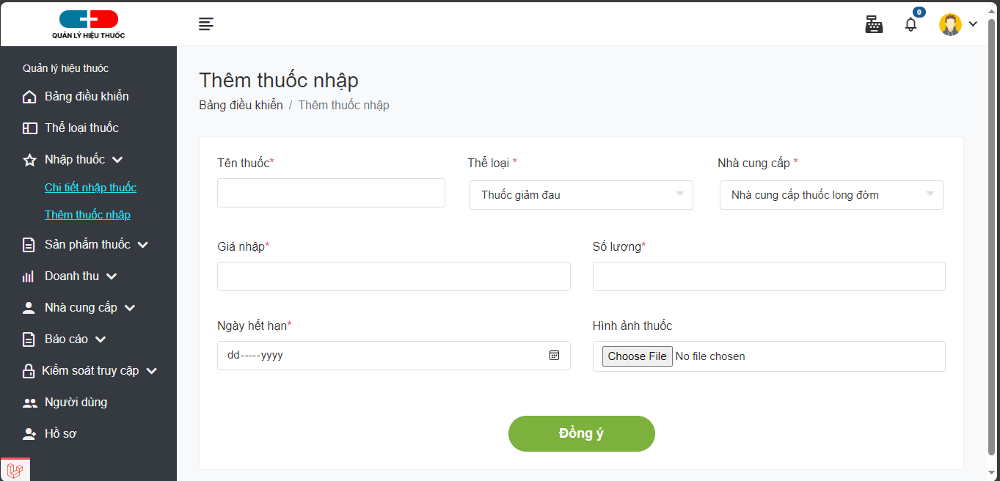 QUẢN LÝ HIỆU THUỐC
0
Quản lý hiệu thuóc
Bảng điều khiển
Thể loại thuốc
Nhập thuốc
Chi tiết nhập thuốc
Thêm thuốc nhập
Sản phẩm thuốc
Doanh thu
Nhà cung cấp
Báo cáo
Kiểm soát truy cập
Người dùng
Hồ sơ
Thêm thuốc nhập
Bảng điều khiển / Thêm thuốc nhập
Tên thuốc* Thể loại * Nhà cung cấp *
Thuốc giảm đau Nhà cung cấp thuốc long đờm
Giá nhập* Số lượng*
Ngày hết hạn* Hình ảnh thuốc
dd-----yyyy Choose File No file chosen
Đồng ý